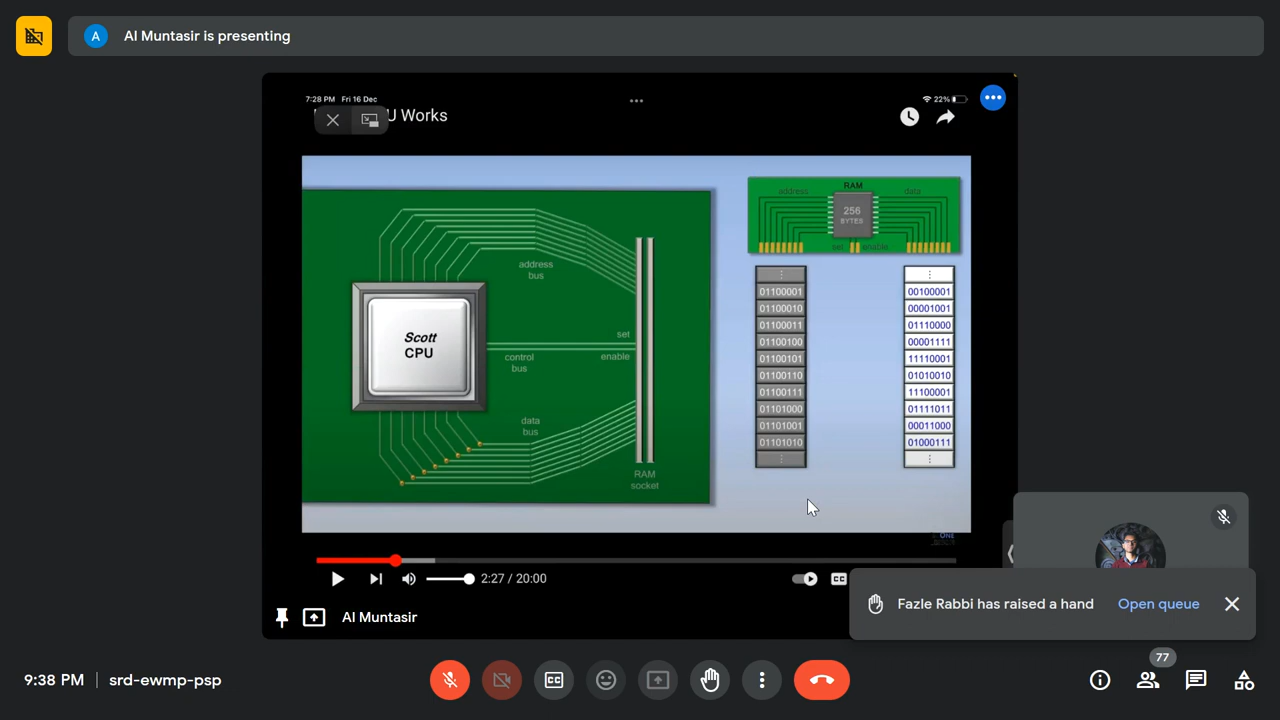 A
Al Muntasir is presenting
7:28 PM Fri 16 Dec
22%
U Works
address
bus
Scott
CPU
control
bus
set
enable
data
bus
RAM
socket
RAM
address
data
256
BYTES
set
enable
01100001
01100010
01100011
01100100
01100101
01100110
01100111
01101000
01101001
01101010
00100001
00001001
01110000
00001111
11110001
01010010
11100001
01111011
00011000
01000111
ONE
2:27 / 20:00
CC
Al Muntasir
Fazle Rabbi has raised a hand
Open queue
9:38 PM
srd-ewmp-psp
CC
77